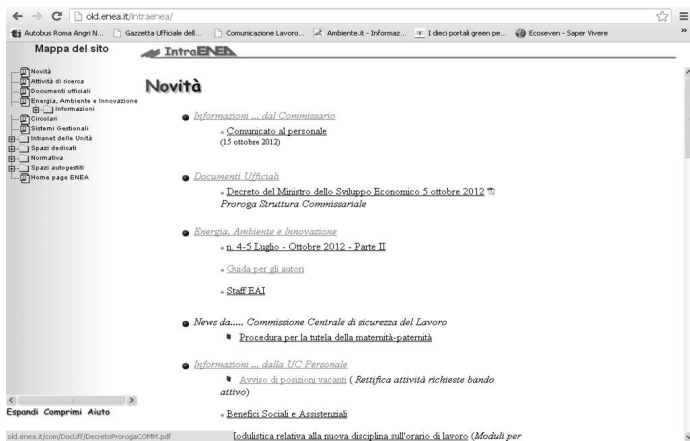 old.enea.it/intraenea/
Autobus Roma Angri N... Gazzetta Ufficiale dell... Comunicazione Lavoro... Ambiente.it - Informaz... I dieci portali green pe... Ecoseven - Saper Vivere »
Mappa del sito
Novità
Attività di ricerca
Documenti ufficiali
Energia, Ambiente e Innovazione
Informazioni
Circolari
Sistemi Gestionali
Intranet delle Unità
Spazi dedicati
Normativa
Spazi autogestiti
Home page ENEA
Espandi Comprimi Aiuto
IntraENEA
Novità
Informazioni ... dal Commissario
Comunicato al personale
(15 ottobre 2012)
Documenti Ufficiali
Decreto del Ministro dello Sviluppo Economico 5 ottobre 2012
Proroga Struttura Commissariale
Energia, Ambiente e Innovazione
n. 4-5 Luglio - Ottobre 2012 - Parte II
Guida per gli autori
Staff EAI
News da..... Commissione Centrale di sicurezza del Lavoro
Procedura per la tutela della maternità-paternità
Informazioni ... dalla UC Personale
Avviso di posizioni vacanti ( Rettifica attività richieste bando
attivo)
Benefici Sociali e Assistenziali
odulistica relativa alla nuova disciplina sull'orario di lavoro (Moduli per
old.enea.it/com/DocUff/DecretoProrogaCOMM.pdf